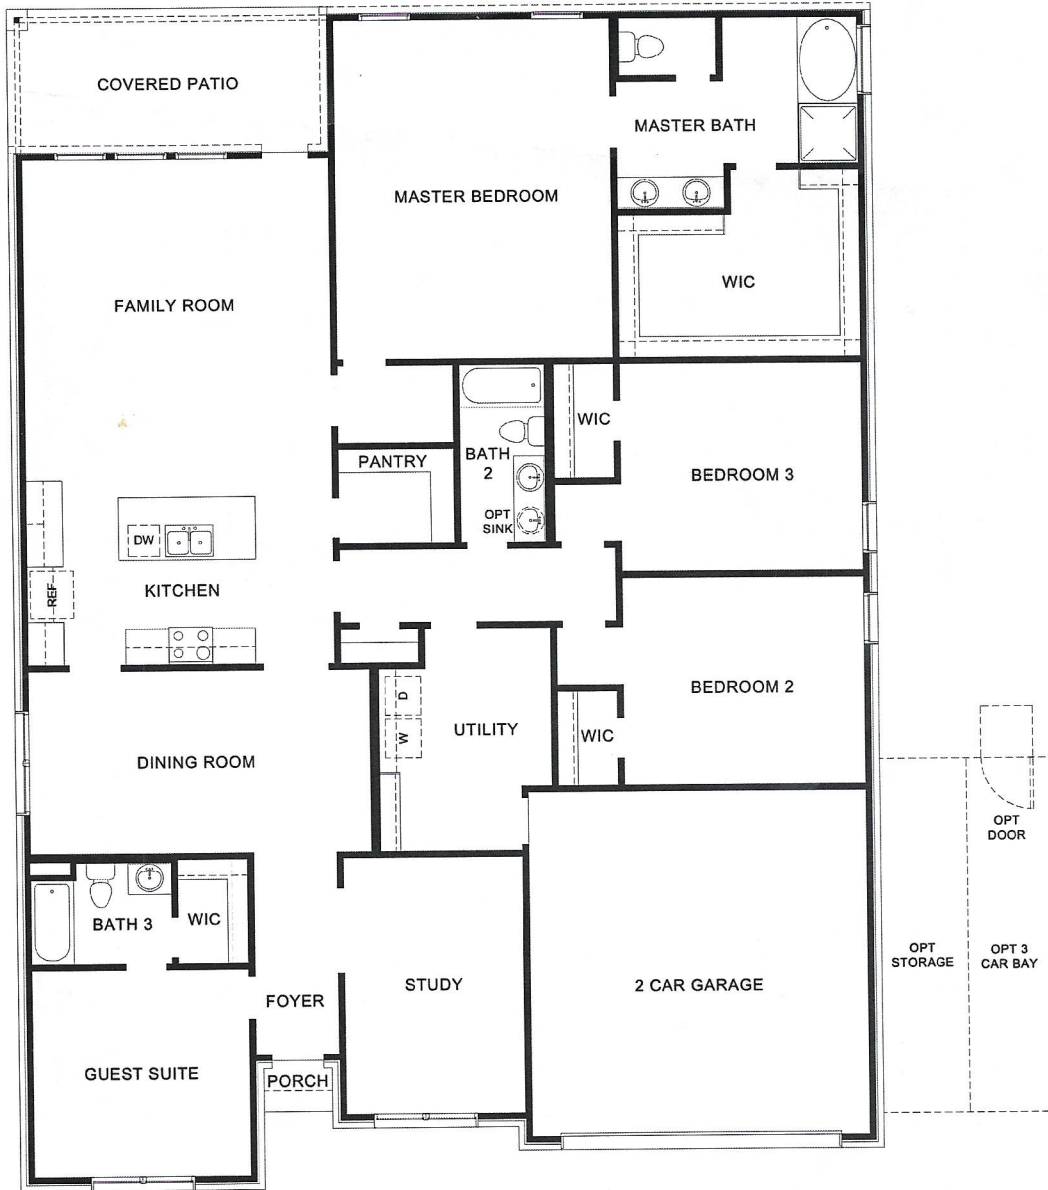 COVERED PATIO
MASTER BATH
MASTER BEDROOM
WIC
FAMILY ROOM
WIC
PANTRY
BATH
2
BEDROOM 3
OPT
SINK
DW
REF
KITCHEN
D
W
UTILITY
BEDROOM 2
WIC
DINING ROOM
OPT
DOOR
BATH 3
WIC
STUDY
2 CAR GARAGE
OPT
STORAGE
OPT 3
CAR BAY
FOYER
GUEST SUITE
PORCH